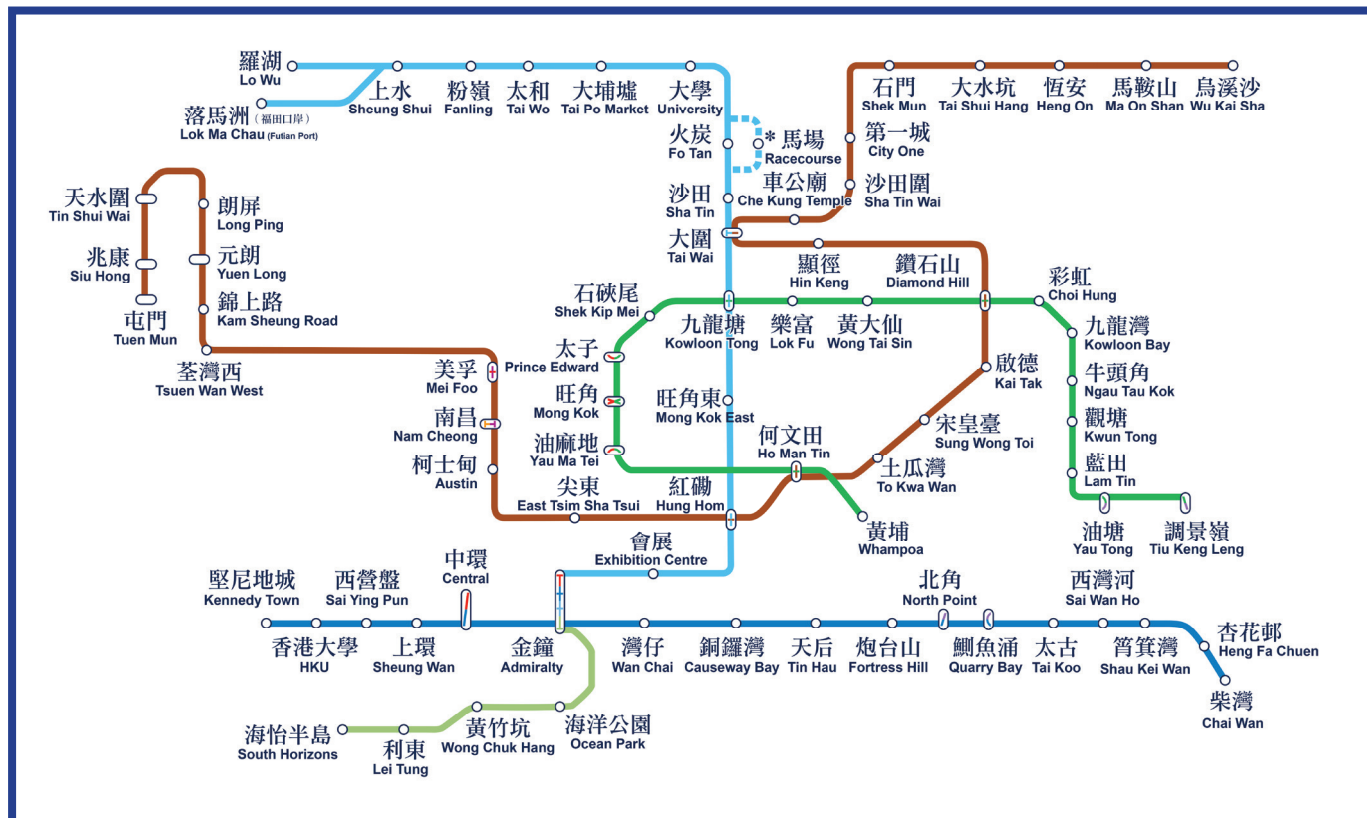 羅湖
Lo Wu
落馬洲（福田口岸）
Lok Ma Chau (Futian Port)
上水
Sheung Shui
粉嶺
Fanling
太和
Tai Wo
大埔墟
Tai Po Market
大學
University
火炭
Fo Tan
*馬場
Racecourse
沙田
Sha Tin
大圍
Tai Wai
車公廟
Che Kung Temple
沙田圍
Sha Tin Wai
第一城
City One
石門
Shek Mun
大水坑
Tai Shui Hang
恆安
Heng On
馬鞍山
Ma On Shan
烏溪沙
Wu Kai Sha
天水圍
Tin Shui Wai
兆康
Siu Hong
屯門
Tuen Mun
朗屏
Long Ping
元朗
Yuen Long
錦上路
Kam Sheung Road
荃灣西
Tsuen Wan West
美孚
Mei Foo
南昌
Nam Cheong
柯士甸
Austin
尖東
East Tsim Sha Tsui
紅磡
Hung Hom
石硤尾
Shek Kip Mei
太子
Prince Edward
旺角
Mong Kok
油麻地
Yau Ma Tei
九龍塘
Kowloon Tong
旺角東
Mong Kok East
樂富
Lok Fu
黃大仙
Wong Tai Sin
顯徑
Hin Keng
鑽石山
Diamond Hill
彩虹
Choi Hung
九龍灣
Kowloon Bay
牛頭角
Ngau Tau Kok
觀塘
Kwun Tong
藍田
Lam Tin
油塘
Yau Tong
調景嶺
Tiu Keng Leng
啟德
Kai Tak
宋皇臺
Sung Wong Toi
土瓜灣
To Kwa Wan
何文田
Ho Man Tin
黃埔
Whampoa
會展
Exhibition Centre
堅尼地城
Kennedy Town
香港大學
HKU
西營盤
Sai Ying Pun
上環
Sheung Wan
中環
Central
金鐘
Admiralty
灣仔
Wan Chai
銅鑼灣
Causeway Bay
天后
Tin Hau
炮台山
Fortress Hill
北角
North Point
鰂魚涌
Quarry Bay
太古
Tai Koo
西灣河
Sai Wan Ho
筲箕灣
Shau Kei Wan
杏花邨
Heng Fa Chuen
柴灣
Chai Wan
海怡半島
South Horizons
利東
Lei Tung
黃竹坑
Wong Chuk Hang
海洋公園
Ocean Park